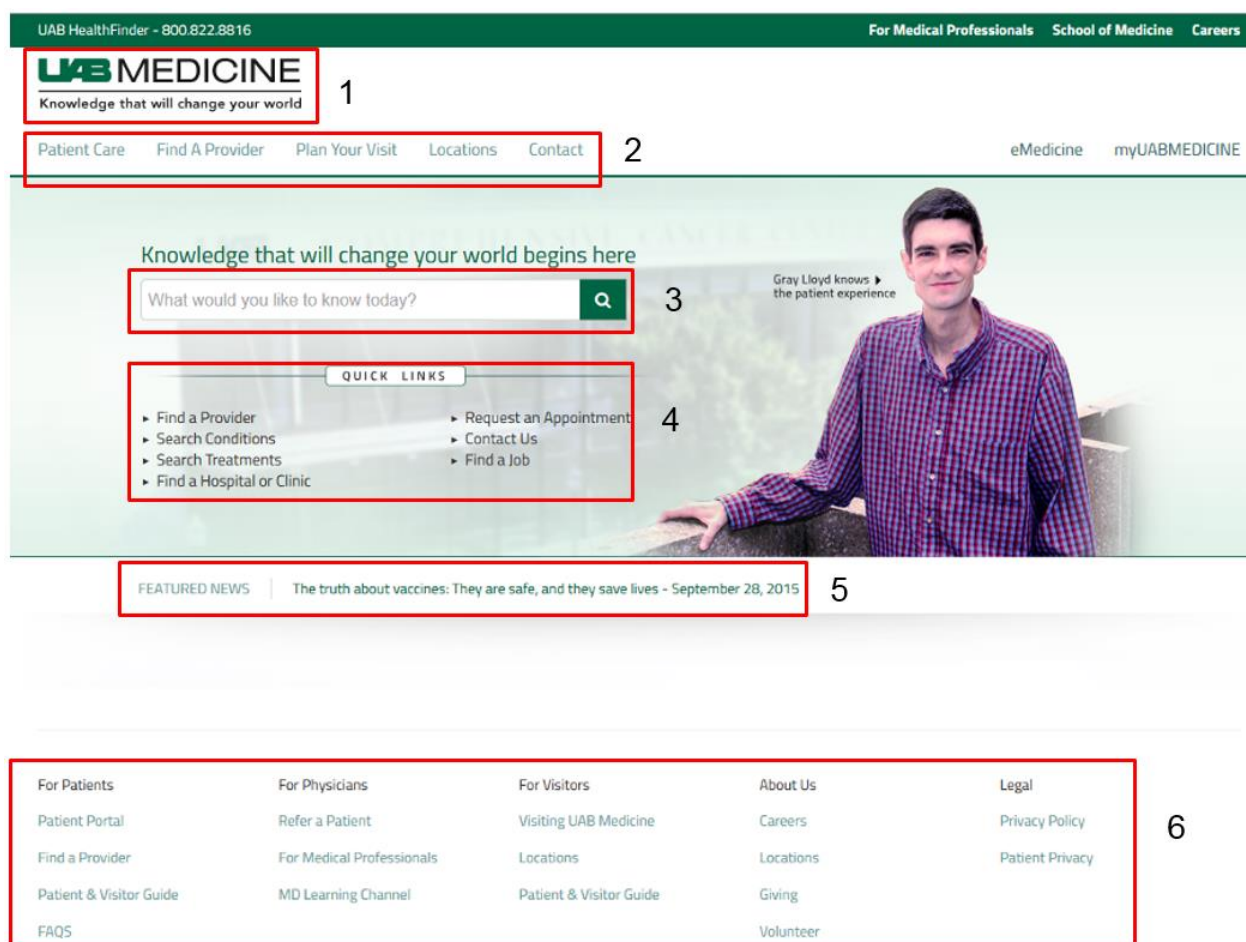 UAB HealthFinder - 800.822.8816 For Medical Professionals School of Medicine Careers
UAB MEDICINE
Knowledge that will change your world
1
Patient Care Find A Provider Plan Your Visit Locations Contact 2 eMedicine myUABMEDICINE
Knowledge that will change your world begins here
What would you like to know today?
3
Gray Lloyd knows
the patient experience
QUICK LINKS
Find a Provider Request an Appointment
Search Conditions Contact Us
Search Treatments Find a Job
Find a Hospital or Clinic
4
FEATURED NEWS The truth about vaccines: They are safe, and they save lives - September 28, 2015 5
For Patients For Physicians For Visitors About Us Legal
Patient Portal Refer a Patient Visiting UAB Medicine Careers Privacy Policy
Find a Provider For Medical Professionals Locations Locations Patient Privacy
Patient & Visitor Guide MD Learning Channel Patient & Visitor Guide Giving
FAQS Volunteer
6